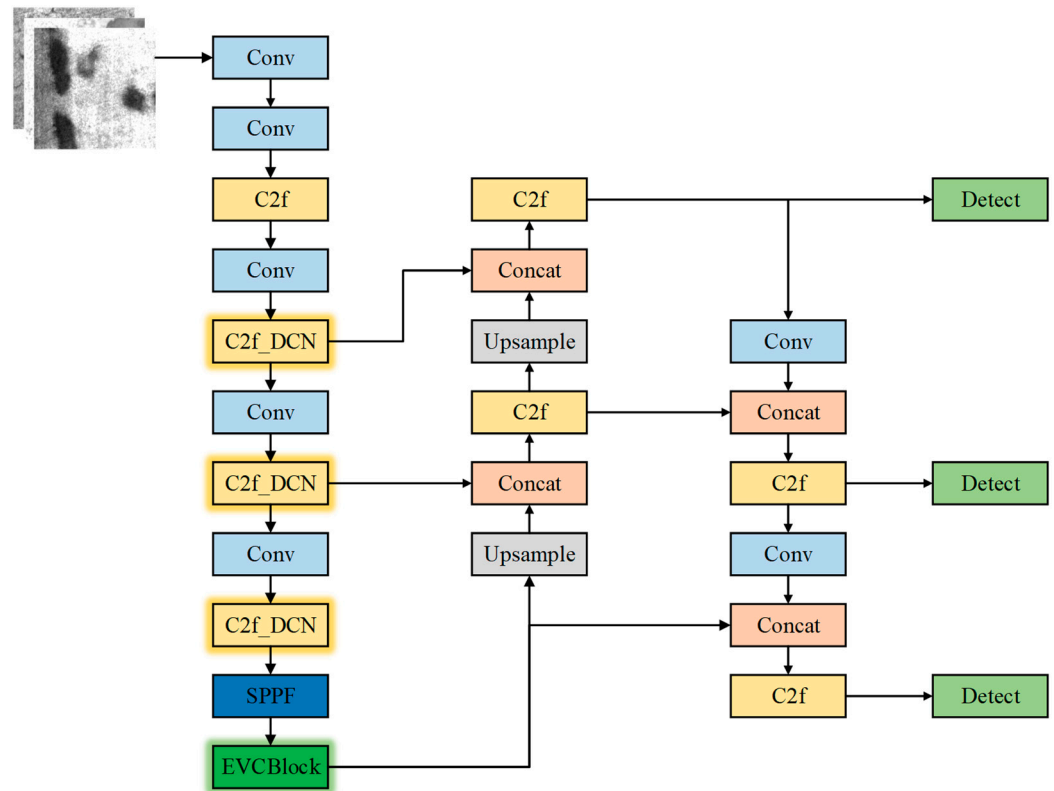 Conv
Conv
C2f
Conv
C2f_DCN
Conv
C2f_DCN
Conv
C2f_DCN
SPPF
EVCBlock
C2f
Concat
Upsample
C2f
Concat
Upsample
Conv
Concat
C2f
Conv
Concat
C2f
Detect
Detect
Detect